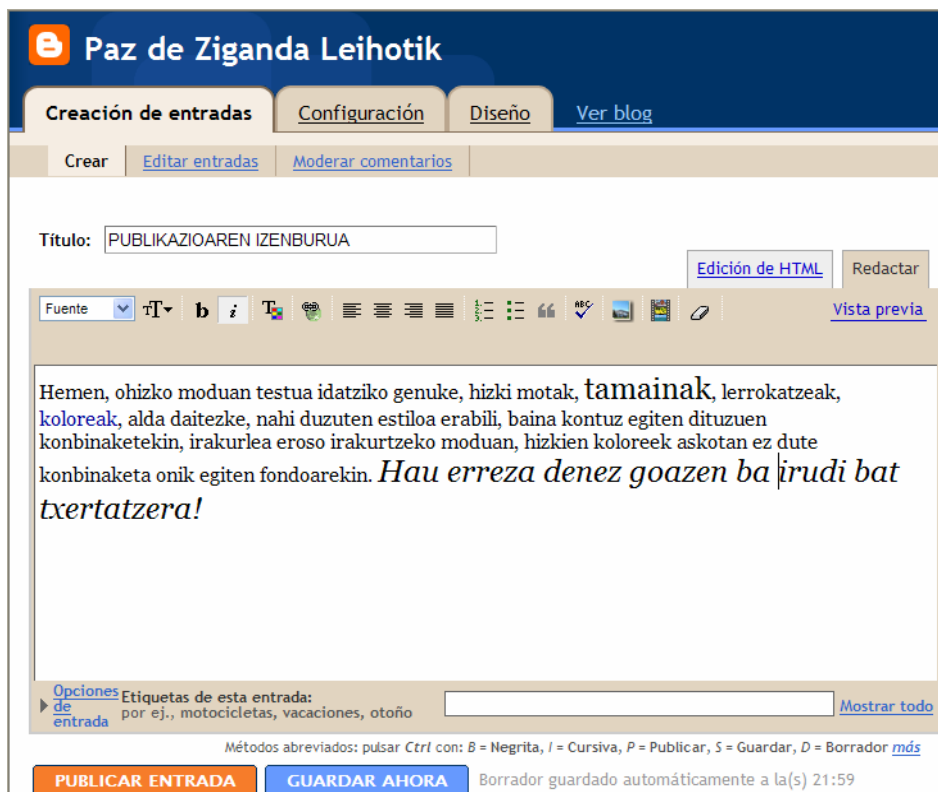 Paz de Ziganda Leihotik
Creación de entradas Configuración Diseño Ver blog
Crear Editar entradas Moderar comentarios
Título: PUBLIKAZIOAREN IZENBURUA
Edición de HTML Redactar
Fuente Vista previa
Hemen, ohizko moduan testua idatziko genuke, hizki motak, tamainak, lerrokatzeak,
koloreak, alda daitezke, nahi duzuten estiloa erabili, baina kontuz egiten dituzuen
konbinaketekin, irakurlea eroso irakurtzeko moduan, hizkien koloreek askotan ez dute
konbinaketa onik egiten fondoarekin. Hau erreza denez goazen ba irudi bat
txertatzera!
Opciones
de
entrada
Etiquetas de esta entrada:
por ej., motocicletas, vacaciones, otoño
Mostrar todo
Métodos abreviados: pulsar Ctrl con: B = Negrita, I = Cursiva, P = Publicar, S = Guardar, D = Borrador más
PUBLICAR ENTRADA GUARDAR AHORA Borrador guardado automáticamente a la(s) 21:59